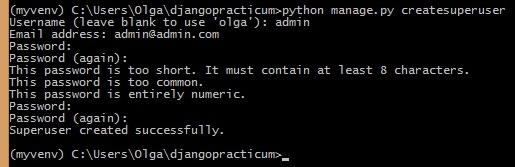 (myvenv) C:\Users\Olga\djangopracticum>python manage.py createsuperuser
Username (leave blank to use 'olga'): admin
Email address: admin@admin.com
Password:
Password (again):
This password is too short. It must contain at least 8 characters.
This password is too common.
This password is entirely numeric.
Password:
Password (again):
Superuser created successfully.
(myvenv) C:\Users\Olga\djangopracticum>_